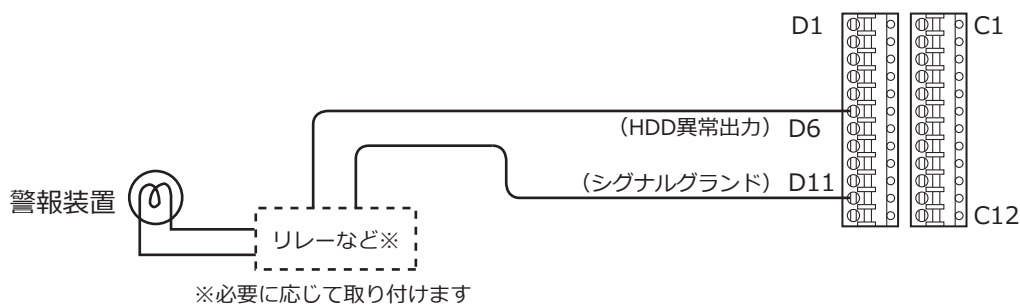 D1
C1
（HDD異常出力） D6
（シグナルグランド） D11
警報装置
リレーなど※
C12
※必要に応じて取り付けます